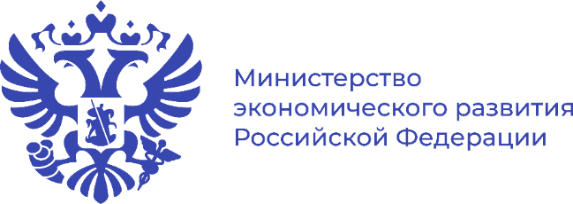 Министерство
экономического развития
Российской Федерации